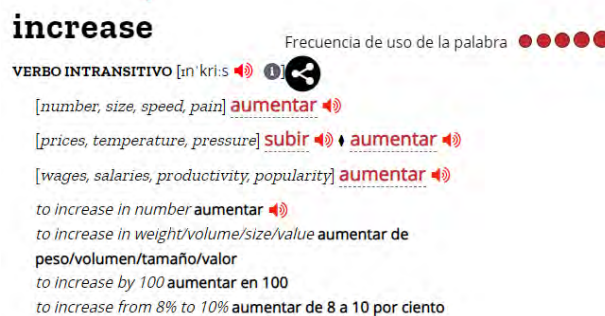 increase
Frecuencia de uso de la palabra
VERBO INTRANSITIVO [ɪnˈkriːs]
[number, size, speed, pain] aumentar
[prices, temperature, pressure] subir ♦ aumentar
[wages, salaries, productivity, popularity] aumentar
to increase in number aumentar
to increase in weight/volume/size/value aumentar de
peso/volumen/tamaño/valor
to increase by 100 aumentar en 100
to increase from 8% to 10% aumentar de 8 a 10 por ciento